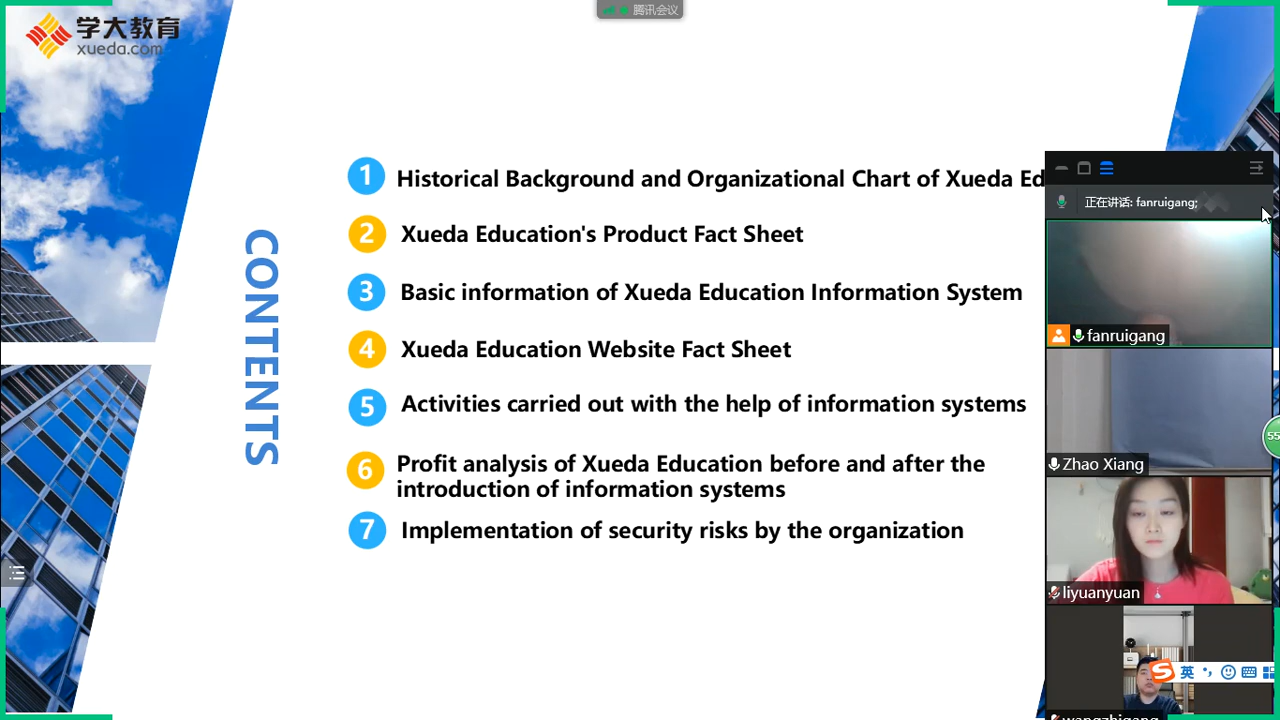 腾讯会议
学大教育
xueda.com
CONTENTS
1 Historical Background and Organizational Chart of Xueda Ed
2 Xueda Education's Product Fact Sheet
3 Basic information of Xueda Education Information System
4 Xueda Education Website Fact Sheet
5 Activities carried out with the help of information systems
6 Profit analysis of Xueda Education before and after the
introduction of information systems
7 Implementation of security risks by the organization
正在讲话: fanruigang;
fanruigang
Zhao Xiang
55
liyuanyuan
英
wangzhigang